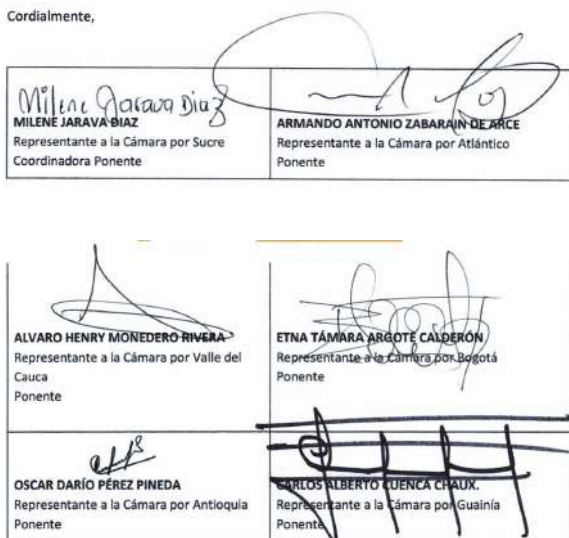 Cordialmente,
Milene Jarava Diaz
MILENE JARAVA DIAZ
Representante a la Cámara por Sucre
Coordinadora Ponente
ARMANDO ANTONIO ZABARAIN DE ARCE
Representante a la Cámara por Atlántico
Ponente
ALVARO HENRY MONEDERO RIVERA
Representante a la Cámara por Valle del
Cauca
Ponente
ETNA TÁMARA ARGOTE CALDERÓN
Representante a la Cámara por Bogotá
Ponente
OSCAR DARÍO PÉREZ PINEDA
Representante a la Cámara por Antioquia
Ponente
CARLOS ALBERTO CUENCA CHAUX.
Representante a la Cámara por Guainía
Ponente